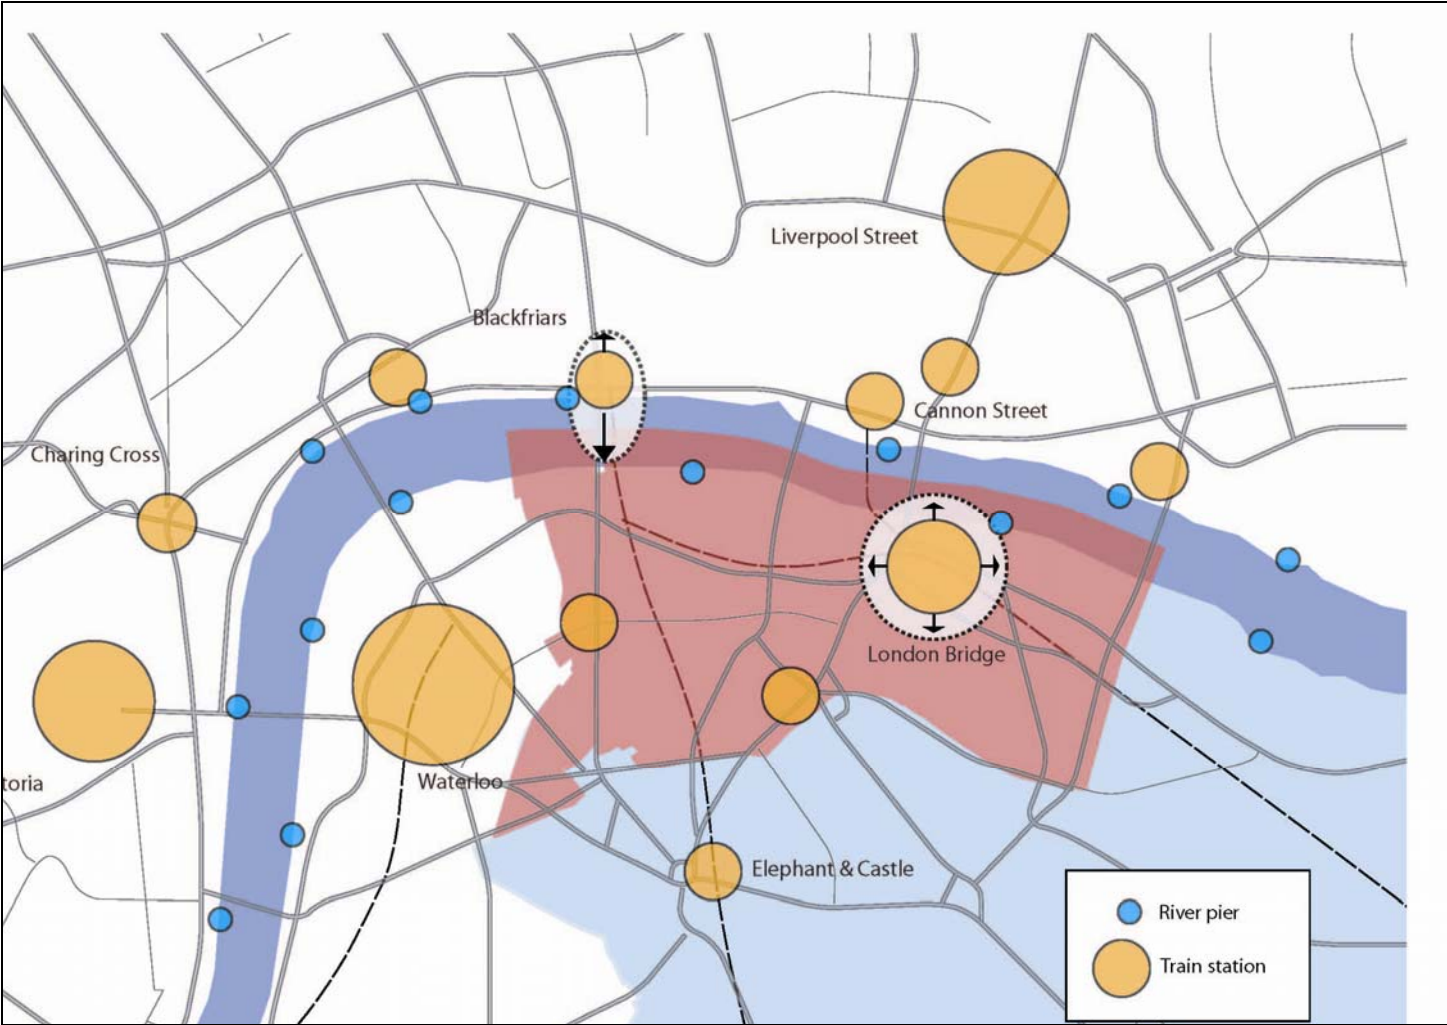 Liverpool Street
Blackfriars
Cannon Street
Charing Cross
London Bridge
toria
Waterloo
Elephant & Castle
River pier
Train station